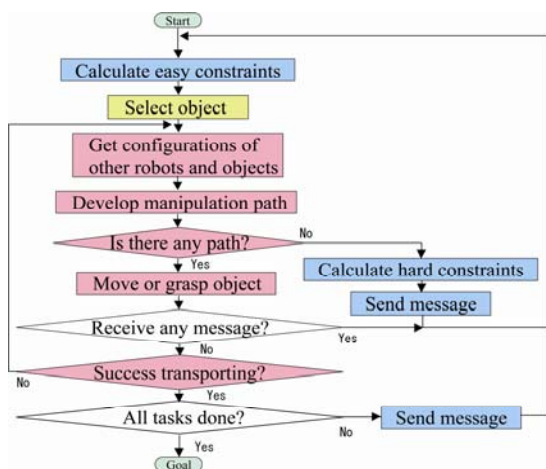 Start
Calculate easy constraints
Select object
Get configurations of
other robots and objects
Develop manipulation path
Is there any path?
No
Yes
Calculate hard constraints
Move or grasp object
Send message
Receive any message?
Yes
No
Success transporting?
No
Yes
All tasks done?
Send message
No
Yes
Goal